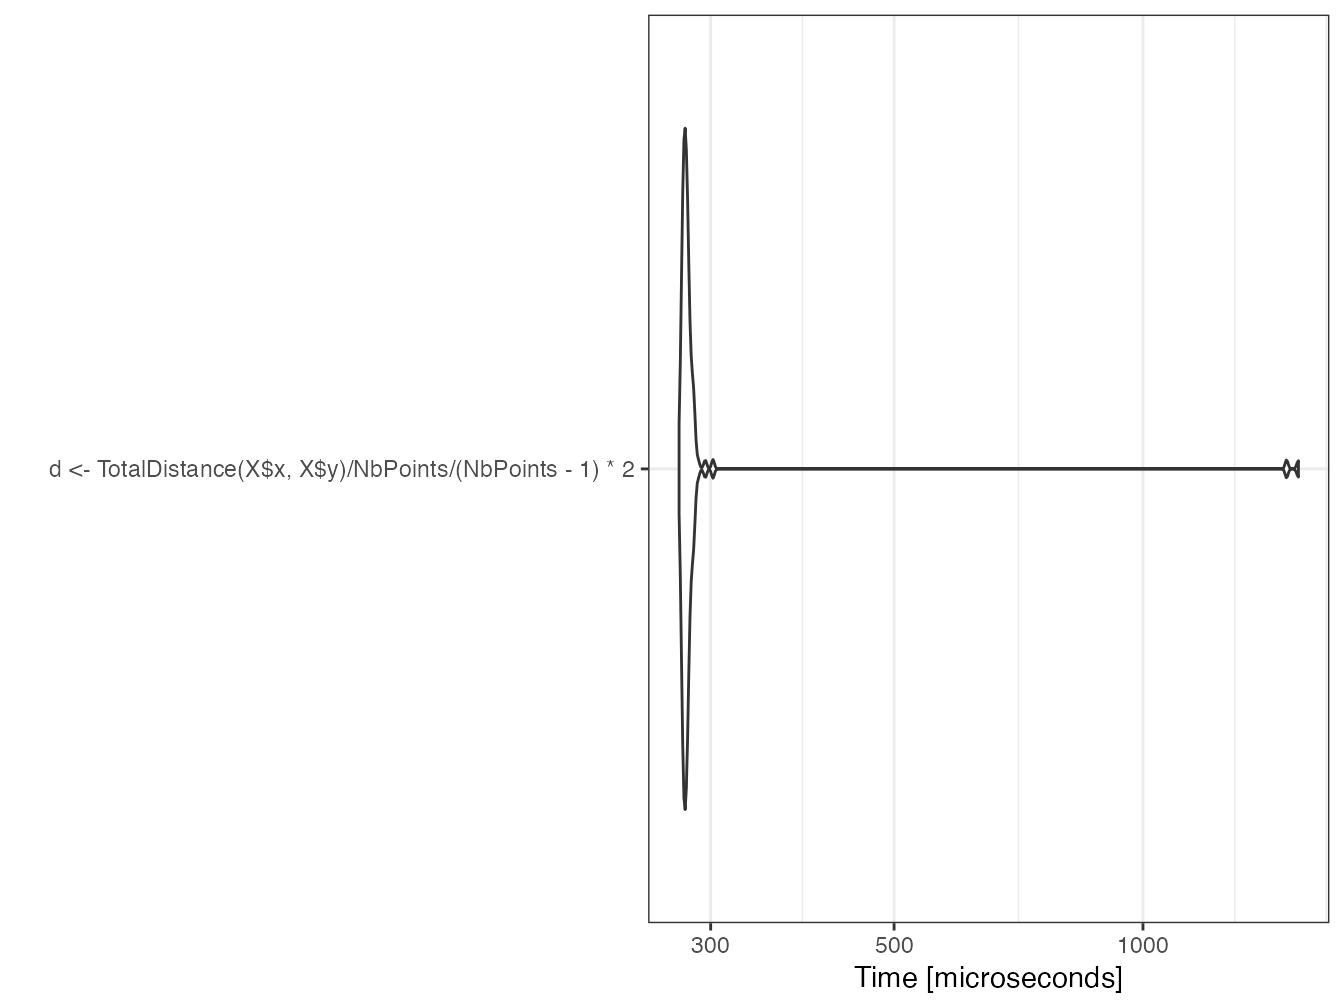 d <- TotalDistance(X$x, X$y)/NbPoints/(NbPoints - 1) * 2
300 500 1000
Time [microseconds]